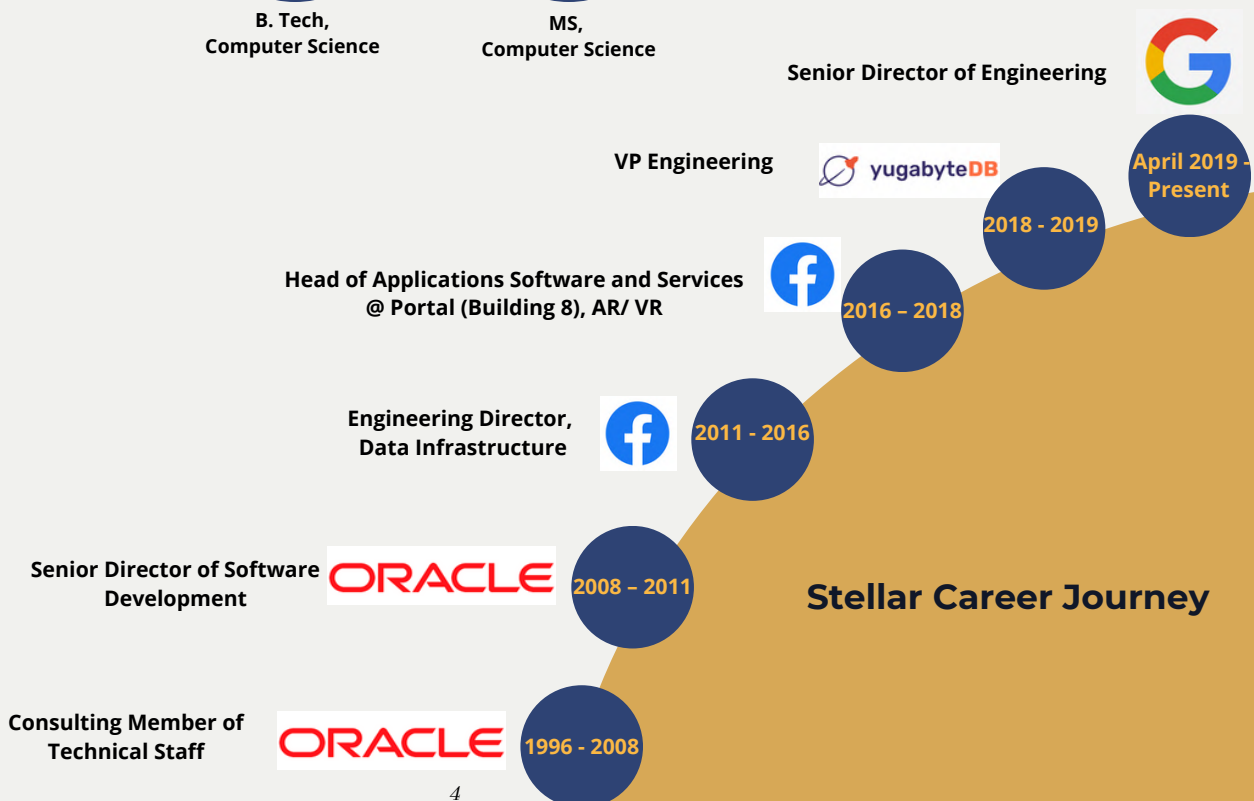 B. Tech,
Computer Science
MS,
Computer Science
Senior Director of Engineering
April 2019 -
Present
VP Engineering
yugabyteDB
2018 - 2019
Head of Applications Software and Services
@ Portal (Building 8), AR/ VR
2016 – 2018
Engineering Director,
Data Infrastructure
2011 - 2016
Senior Director of Software
Development
ORACLE
2008 – 2011
Stellar Career Journey
Consulting Member of
Technical Staff
ORACLE
1996 - 2008
4